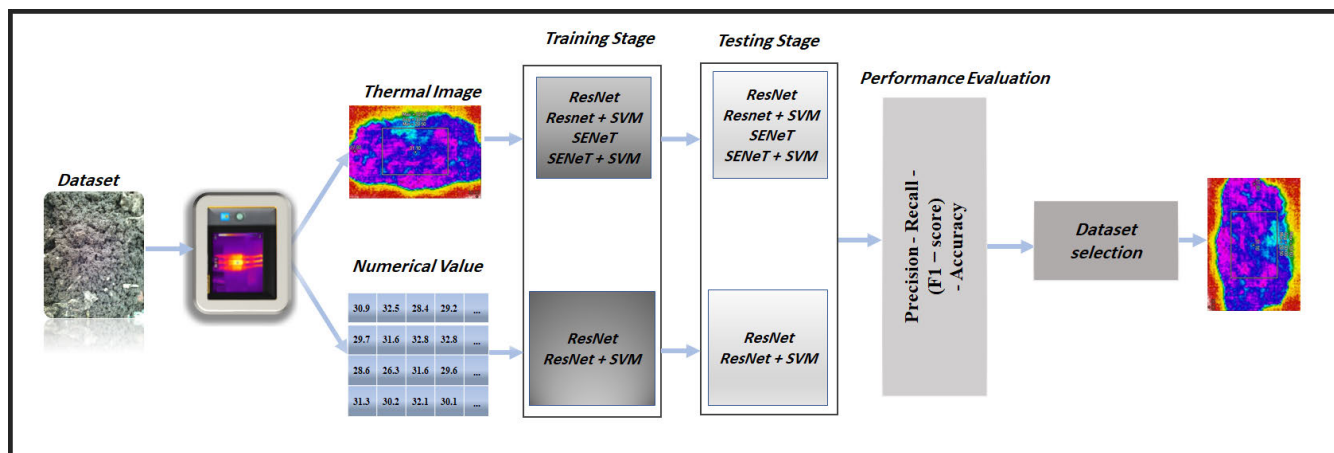 Training Stage
Testing Stage
Performance Evaluation
Thermal Image
Dataset
Numerical Value
ResNet
Resnet + SVM
SENeT
SENeT + SVM
ResNet
Resnet + SVM
SENeT
SENeT + SVM
30.9 32.5 28.4 29.2 ...
29.7 31.6 32.8 32.8 ...
28.6 26.3 31.6 29.6 ...
31.3 30.2 32.1 30.1 ...
ResNet
ResNet + SVM
ResNet
ResNet + SVM
Precision - Recall -
(F1 – score)
- Accuracy
Dataset
selection